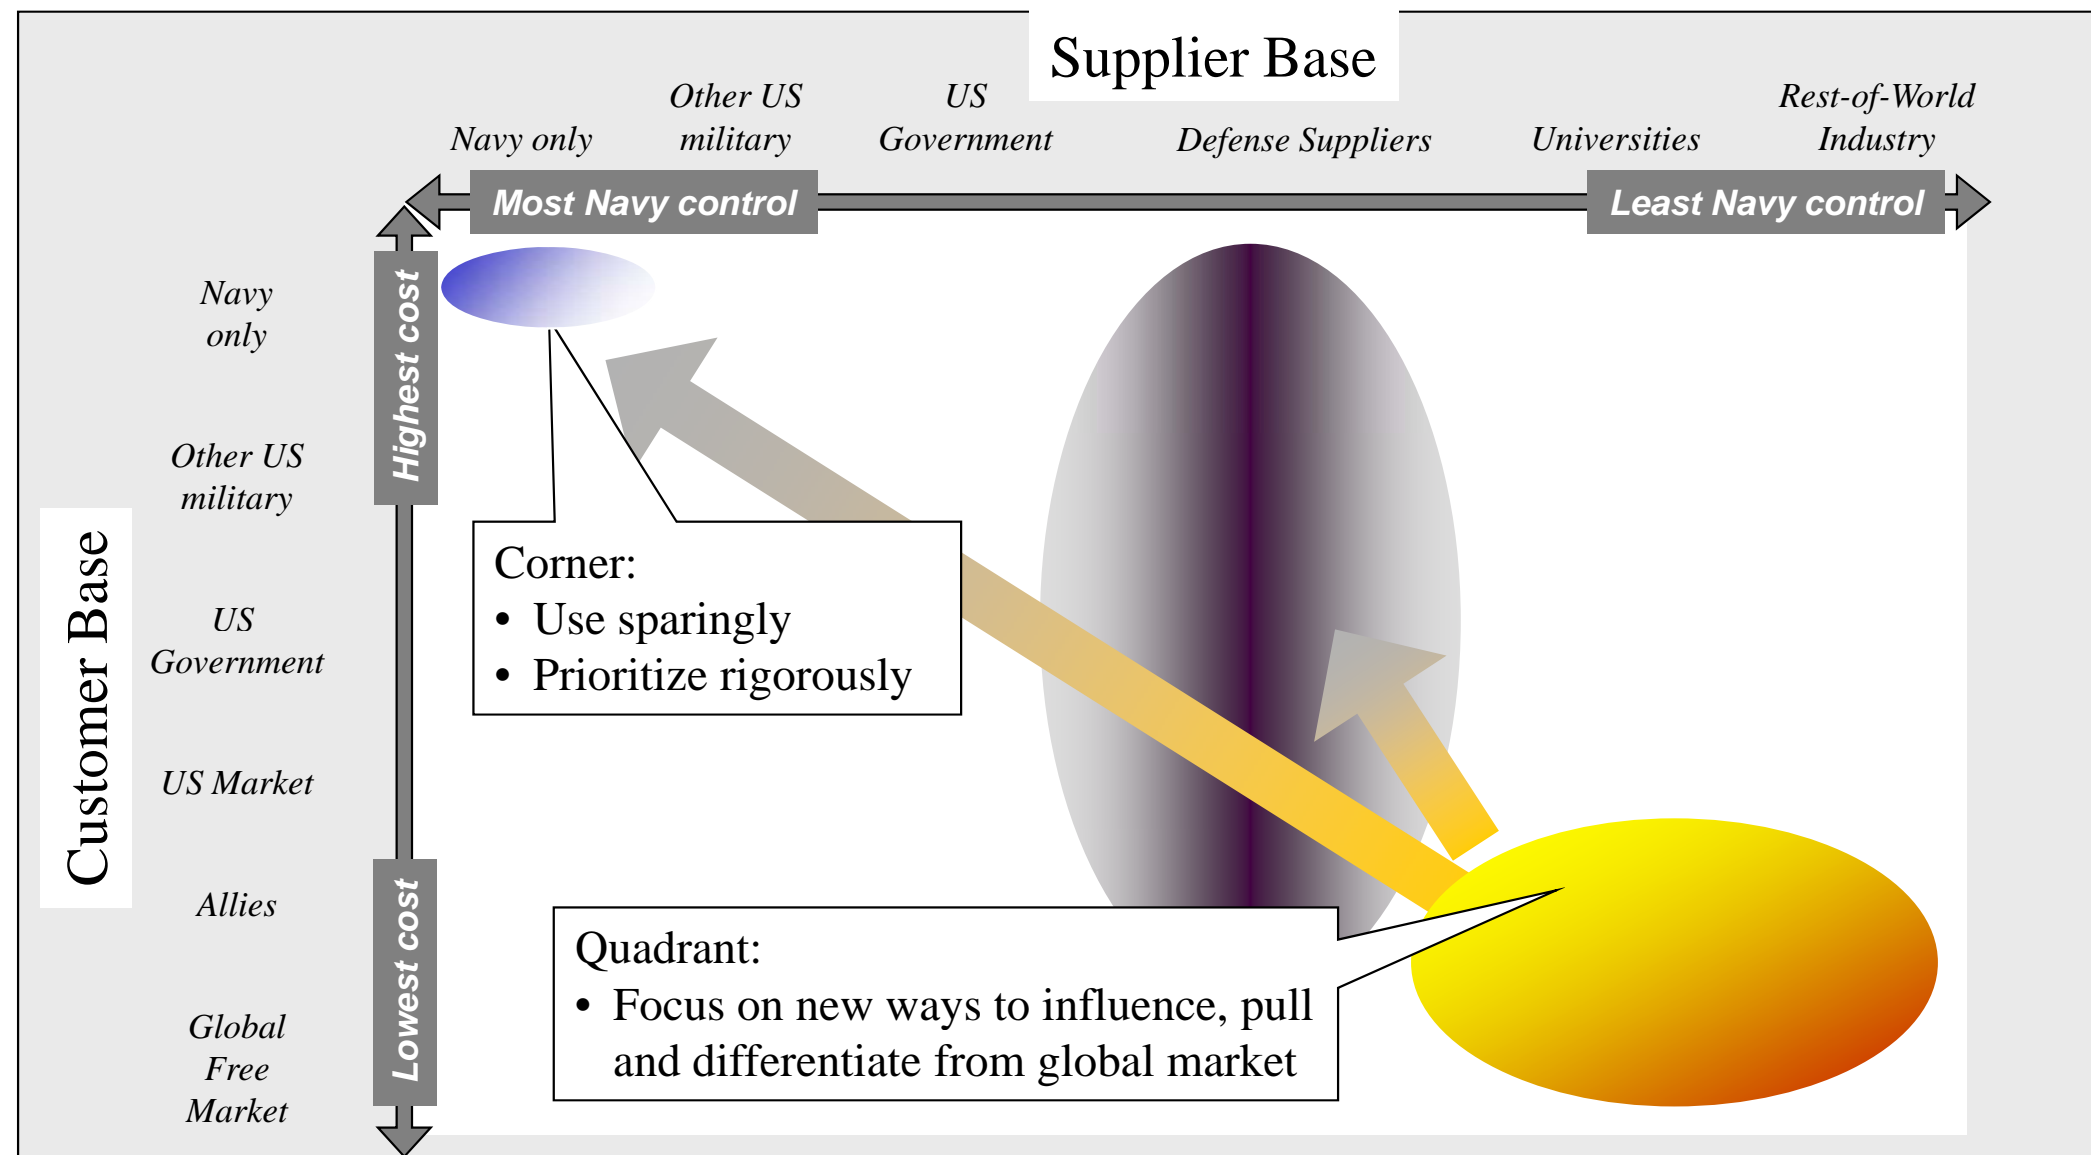 Supplier Base
Navy only
Other US
military
US
Government
Defense Suppliers
Universities
Rest-of-World
Industry
Most Navy control
Least Navy control
Customer Base
Highest cost
Lowest cost
Navy
only
Other US
military
US
Government
US Market
Allies
Global
Free
Market
Corner:
• Use sparingly
• Prioritize rigorously
Quadrant:
• Focus on new ways to influence, pull
and differentiate from global market